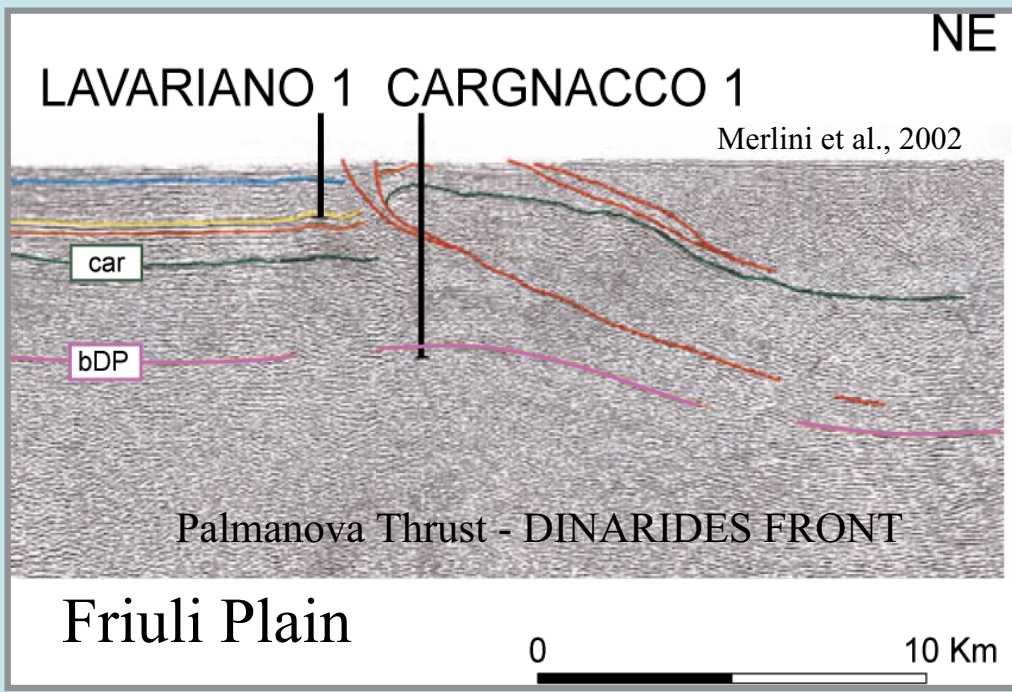 NE
LAVARIANO 1 CARGNACCO 1
Merlini et al., 2002
car
bDP
Palmanova Thrust - DINARIDES FRONT
Friuli Plain
0 10 Km